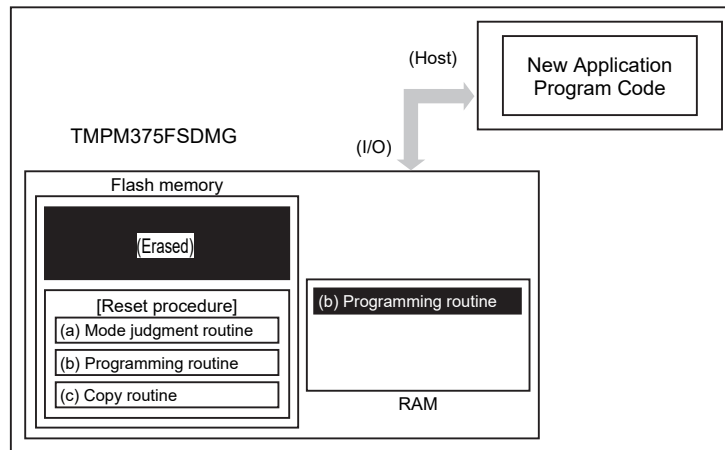 (Host)
New Application
Program Code
TMPM375FSDMG
(I/O)
Flash memory
(Erased)
[Reset procedure]
(a) Mode judgment routine
(b) Programming routine
(c) Copy routine
(b) Programming routine
RAM